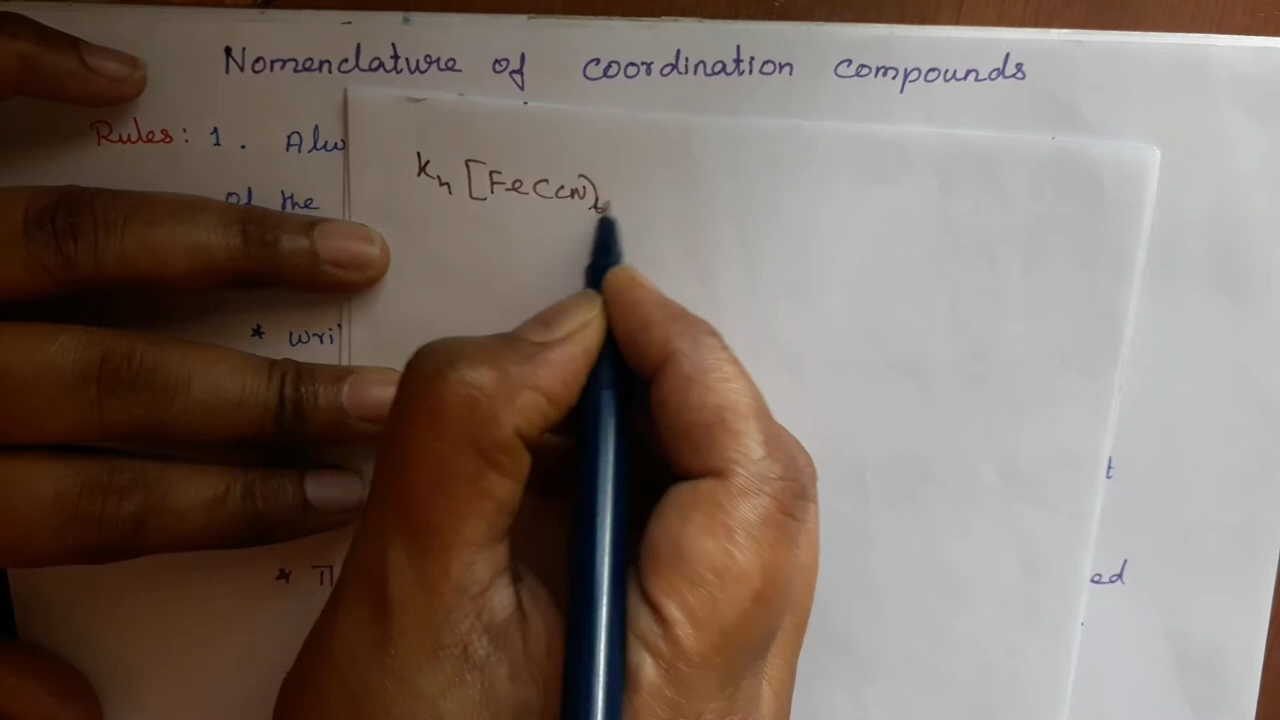 Nomenclature of coordination compounds
Rules: 1. Alw
of the
K₄ [Fe(CN)₆
* wri
t
* T
ed